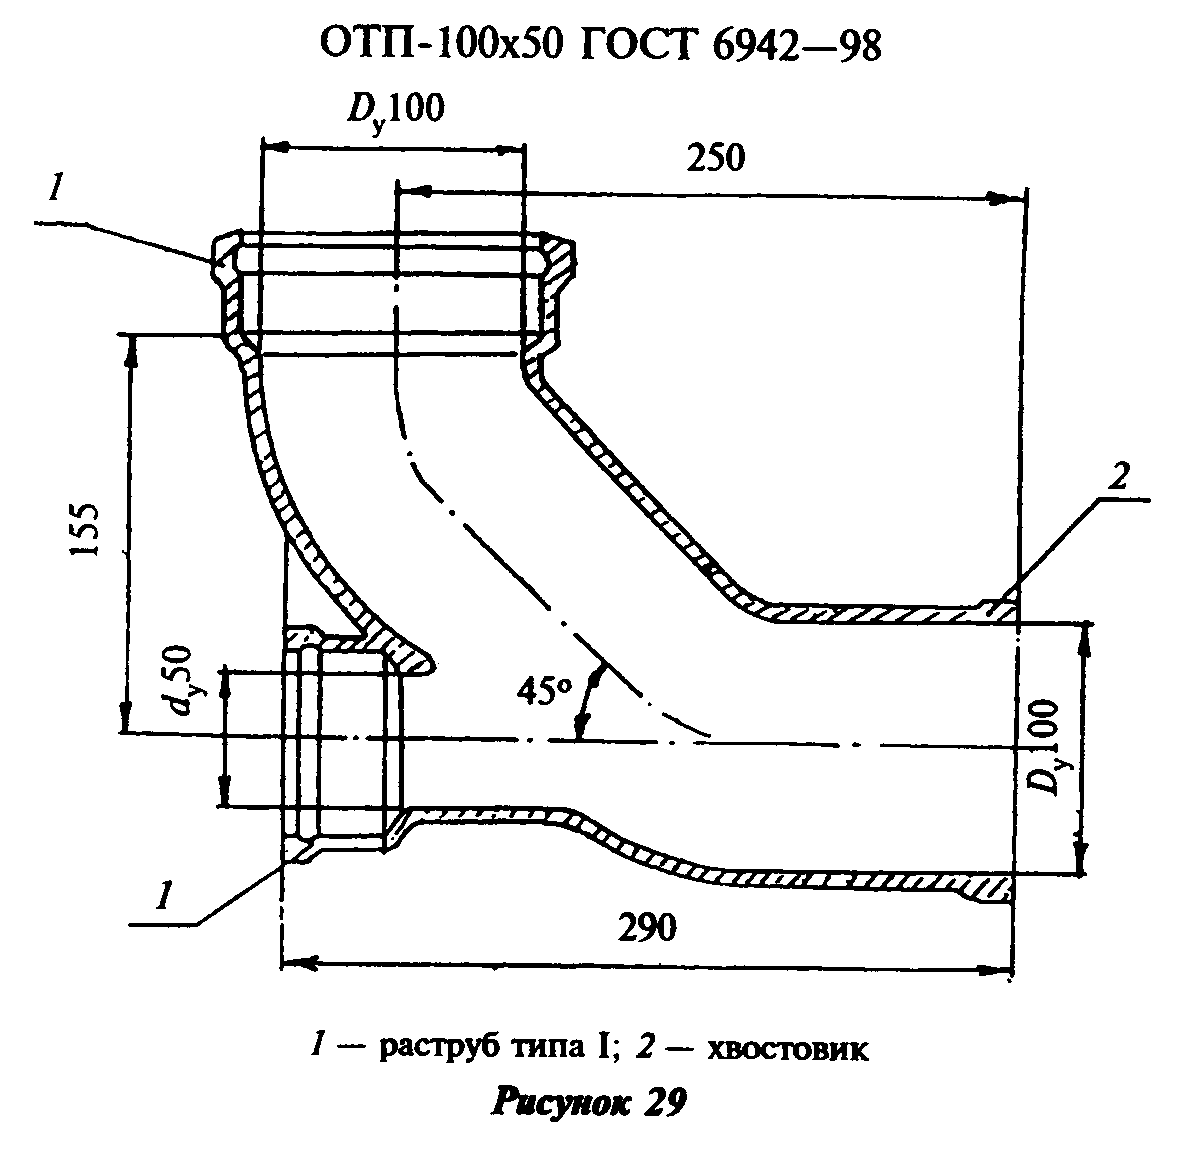 ОТП-100х50 ГОСТ 6942—98
Dу100
250
1
2
155
dу50
45°
Dу100
1
290
1 — раструб типа I; 2 — хвостовик
Рисунок 29